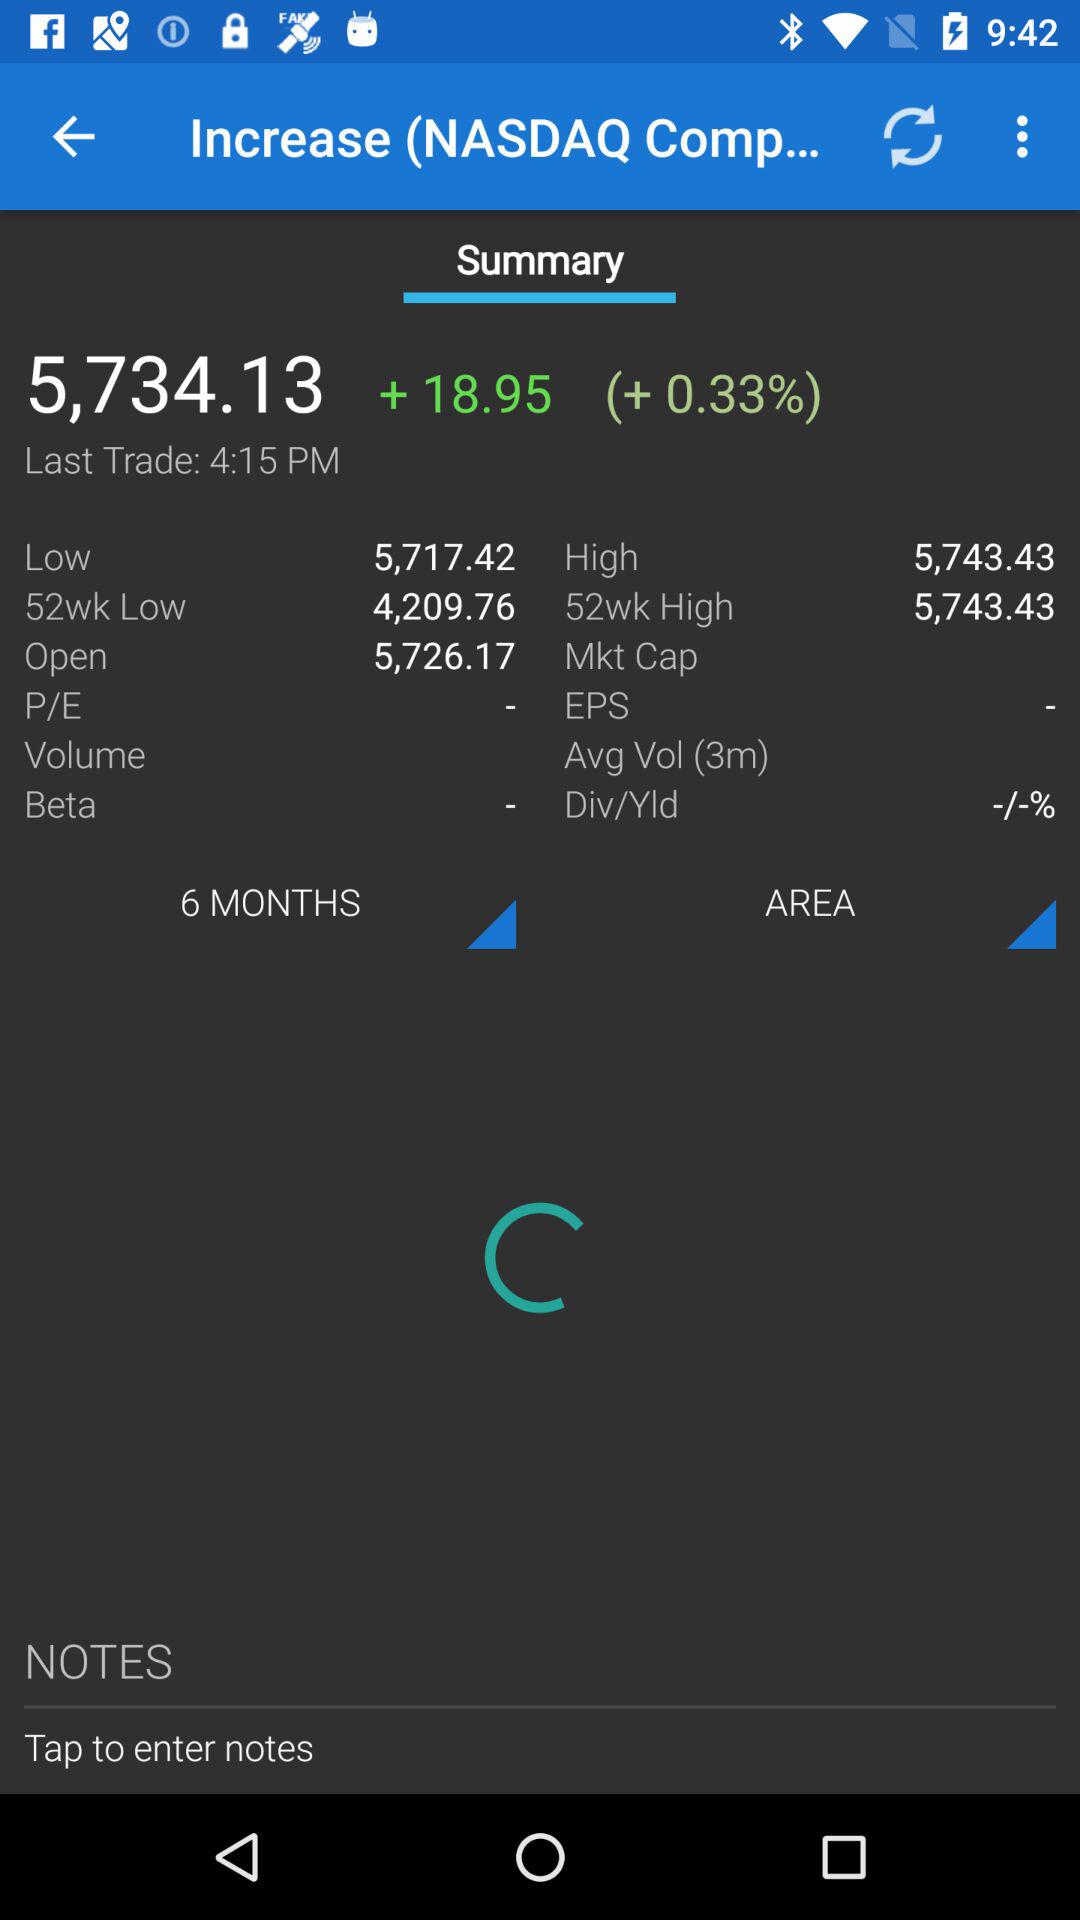 FAKE
9:42
Increase (NASDAQ Comp...
Summary
5,734.13 + 18.95 (+ 0.33%)
Last Trade: 4:15 PM
Low 5,717.42 High 5,743.43
52wk Low 4,209.76 52wk High 5,743.43
Open 5,726.17 Mkt Cap
P/E - EPS -
Volume Avg Vol (3m)
Beta - Div/Yld -/-%
6 MONTHS AREA
NOTES
Tap to enter notes